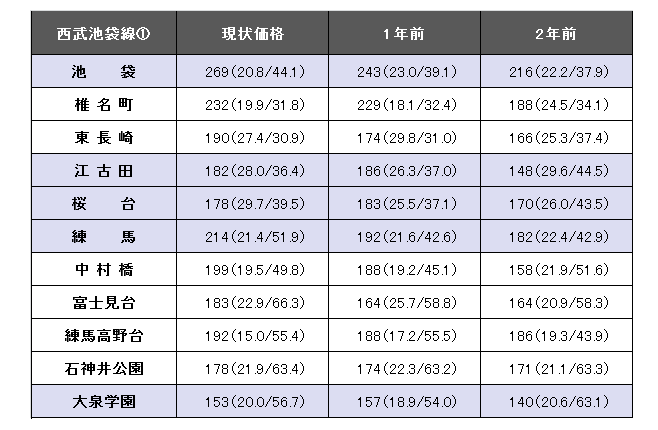 西武池袋線① 現状価格 1年前 2年前
池 袋 269(20.8/44.1) 243(23.0/39.1) 216(22.2/37.9)
椎名町 232(19.9/31.8) 229(18.1/32.4) 188(24.5/34.1)
東長崎 190(27.4/30.9) 174(29.8/31.0) 166(25.3/37.4)
江古田 182(28.0/36.4) 186(26.3/37.0) 148(29.6/44.5)
桜 台 178(29.7/39.5) 183(25.5/37.1) 170(26.0/43.5)
練 馬 214(21.4/51.9) 192(21.6/42.6) 182(22.4/42.9)
中村橋 199(19.5/49.8) 188(19.2/45.1) 158(21.9/51.6)
富士見台 183(22.9/66.3) 164(25.7/58.8) 164(20.9/58.3)
練馬高野台 192(15.0/55.4) 188(17.2/55.5) 186(19.3/43.9)
石神井公園 178(21.9/63.4) 174(22.3/63.2) 171(21.1/63.3)
大泉学園 153(20.0/56.7) 157(18.9/54.0) 140(20.6/63.1)